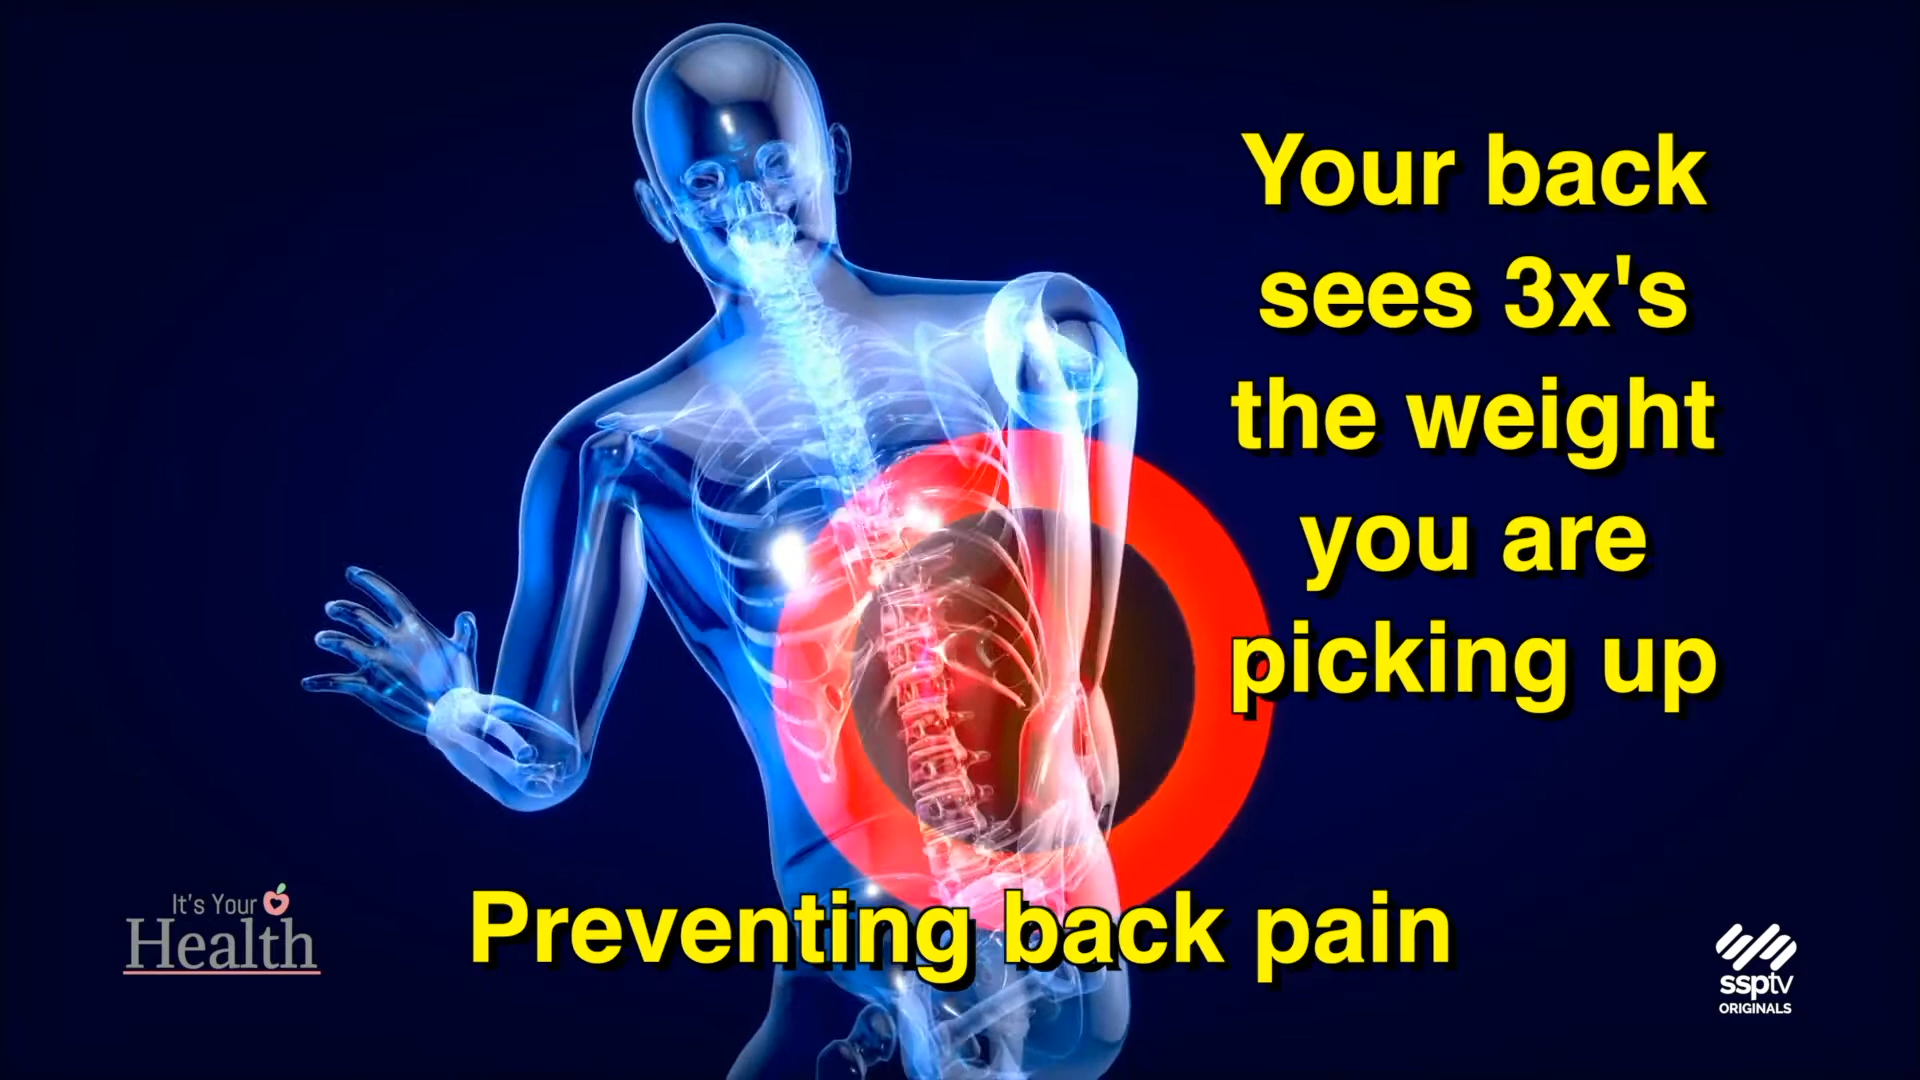 Your back
sees 3x's
the weight
you are
picking up
Preventing back pain
It's Your
Health
ssptv
ORIGINALS